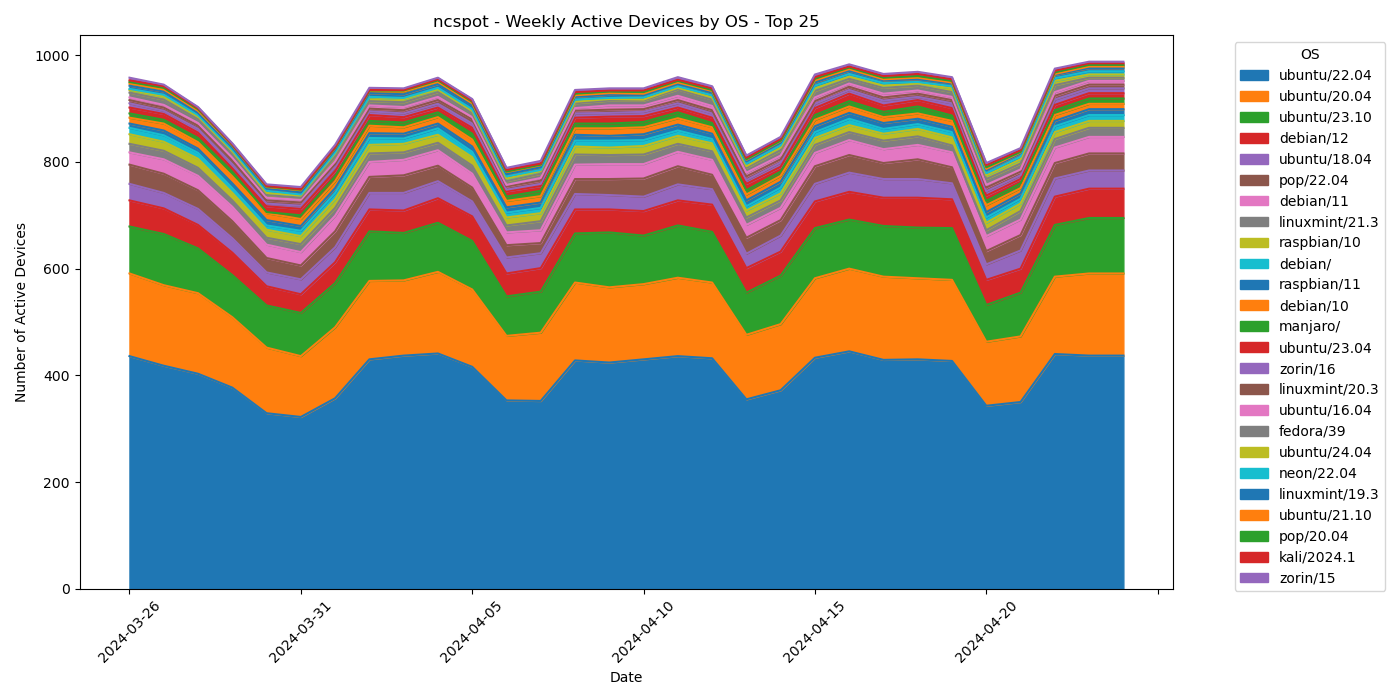 ncspot - Weekly Active Devices by OS - Top 25
Number of Active Devices
1000
800
600
400
200
0
2024-03-26
2024-03-31
2024-04-05
2024-04-10
2024-04-15
2024-04-20
Date
OS
ubuntu/22.04
ubuntu/20.04
ubuntu/23.10
debian/12
ubuntu/18.04
pop/22.04
debian/11
linuxmint/21.3
raspbian/10
debian/
raspbian/11
debian/10
manjaro/
ubuntu/23.04
zorin/16
linuxmint/20.3
ubuntu/16.04
fedora/39
ubuntu/24.04
neon/22.04
linuxmint/19.3
ubuntu/21.10
pop/20.04
kali/2024.1
zorin/15